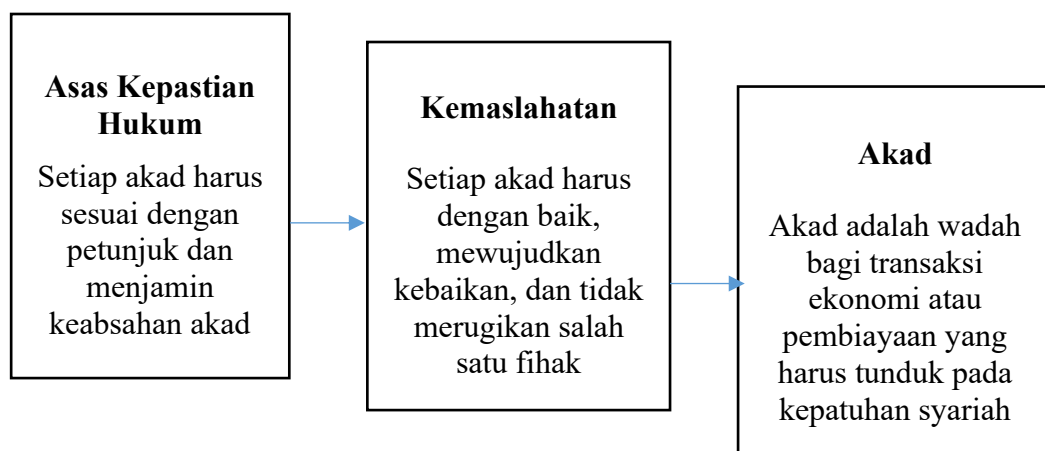 Asas Kepastian
Hukum
Setiap akad harus
sesuai dengan
petunjuk dan
menjamin
keabsahan akad
Kemaslahatan
Setiap akad harus
dengan baik,
mewujudkan
kebaikan, dan tidak
merugikan salah
satu fihak
Akad
Akad adalah wadah
bagi transaksi
ekonomi atau
pembiayaan yang
harus tunduk pada
kepatuhan syariah